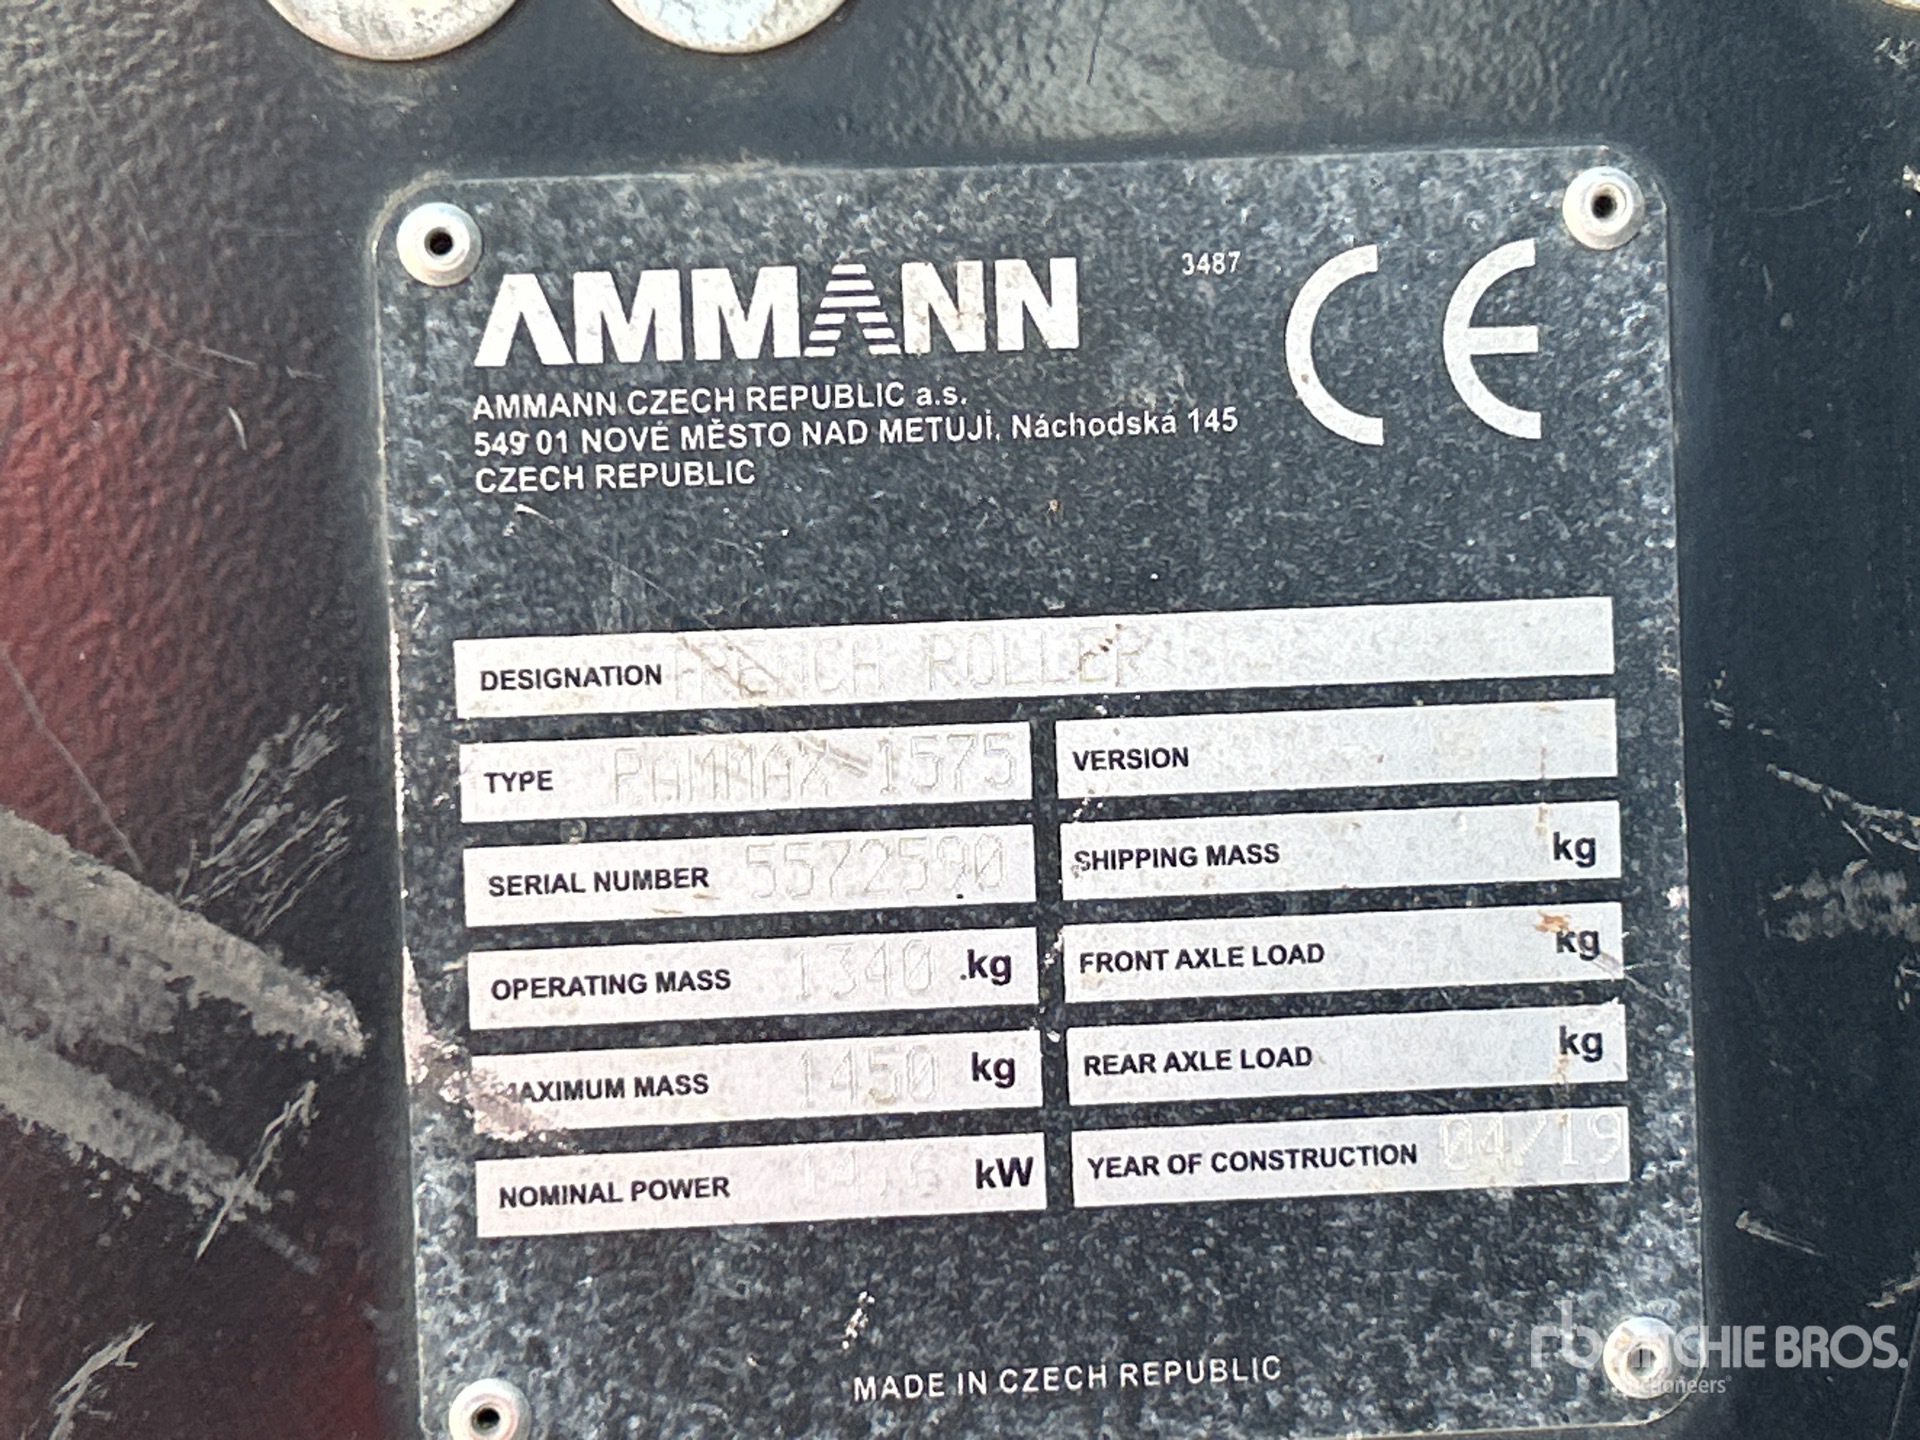 AMMANN
3487
CE
AMMANN CZECH REPUBLIC a.s.
549 01 NOVÉ MĚSTO NAD METUJÍ, Náchodská 145
CZECH REPUBLIC
DESIGNATION TRENCH ROLLER
TYPE RAMMAX 1575
VERSION
SERIAL NUMBER 5572590
SHIPPING MASS kg
OPERATING MASS 1340 kg
FRONT AXLE LOAD kg
MAXIMUM MASS 1450 kg
REAR AXLE LOAD kg
NOMINAL POWER kW
YEAR OF CONSTRUCTION 04/19
MADE IN CZECH REPUBLIC
rb RITCHIE BROS.
Auctioneers